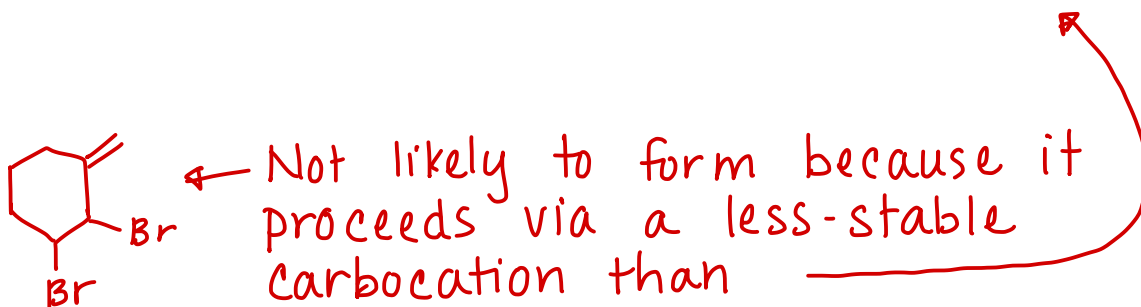 Not likely to form because it
proceeds via a less-stable
Br
carbocation than
Br